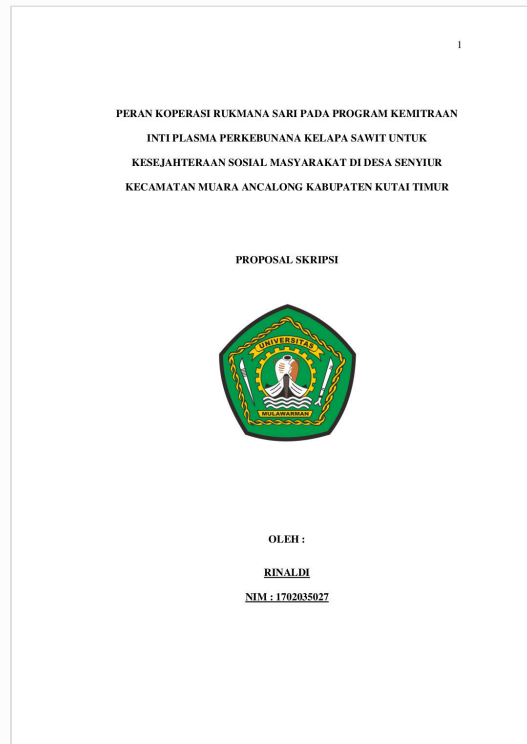 1
PERAN KOPERASI RUKMANA SARI PADA PROGRAM KEMITRAAN
INTI PLASMA PERKEBUNANA KELAPA SAWIT UNTUK
KESEJAHTERAAN SOSIAL MASYARAKAT DI DESA SENYIUR
KECAMATAN MUARA ANCALONG KABUPATEN KUTAI TIMUR
PROPOSAL SKRIPSI
UNIVERSITAS
MULAWARMAN
OLEH :
RINALDI
NIM : 1702035027